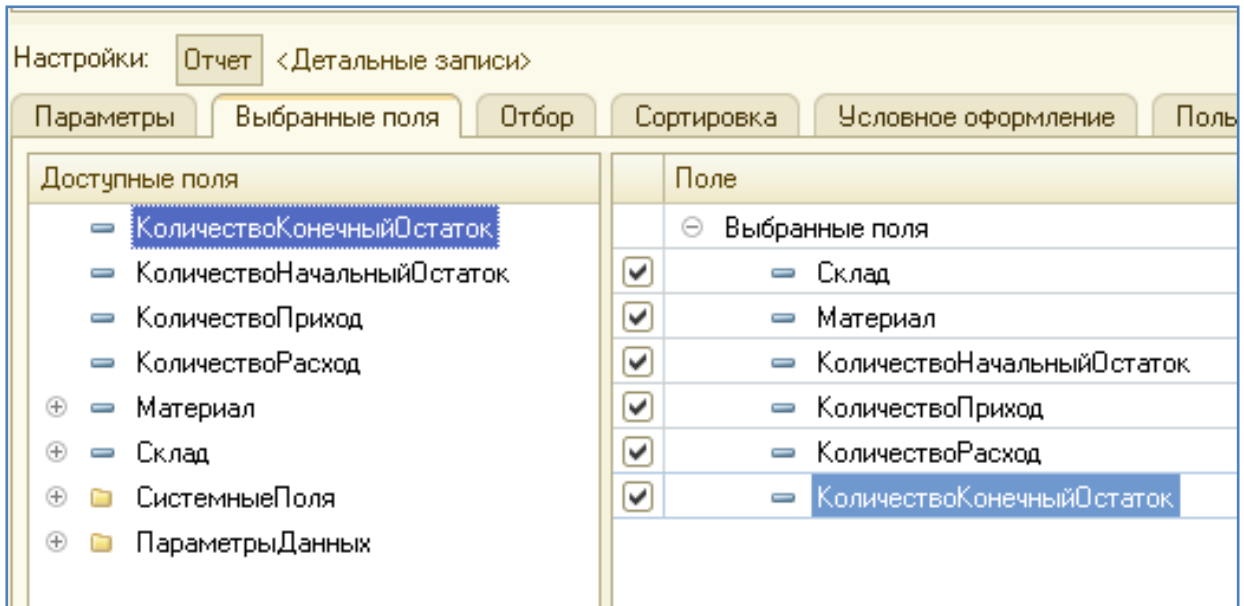 Настройки: Отчет <Детальные записи>
Параметры Выбранные поля Отбор Сортировка Условное оформление Поль
Доступные поля Поле
КоличествоКонечныйОстаток Выбранные поля
КоличествоНачальныйОстаток Склад
КоличествоПриход Материал
КоличествоРасход КоличествоНачальныйОстаток
Материал КоличествоПриход
Склад КоличествоРасход
СистемныеПоля КоличествоКонечныйОстаток
ПараметрыДанных